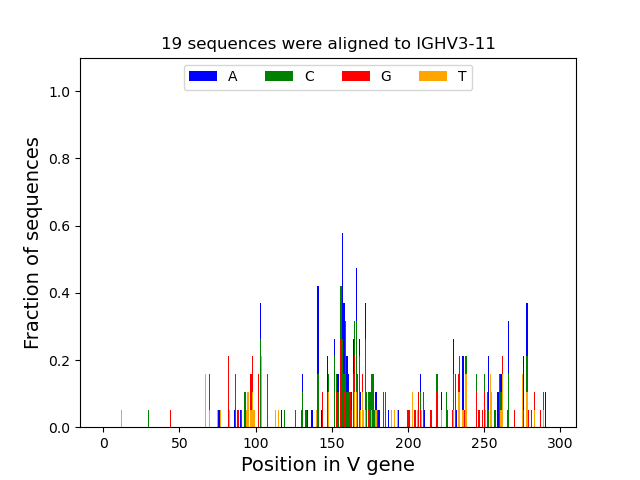 19 sequences were aligned to IGHV3-11
A C G T
1.0
0.8
0.6
0.4
0.2
0.0
Fraction of sequences
0 50 100 150 200 250 300
Position in V gene